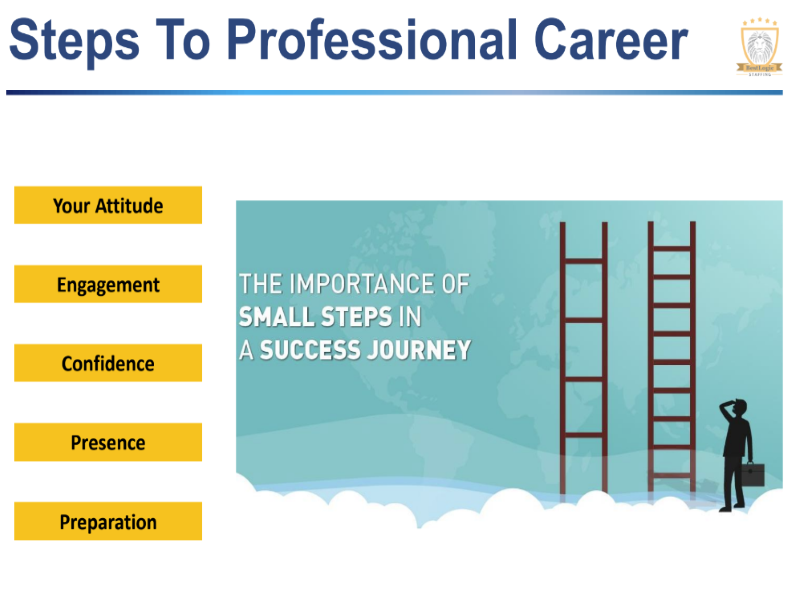 Steps To Professional Career
Your Attitude
Engagement
Confidence
Presence
Preparation
THE IMPORTANCE OF
SMALL STEPS IN
A SUCCESS JOURNEY
STAFFING